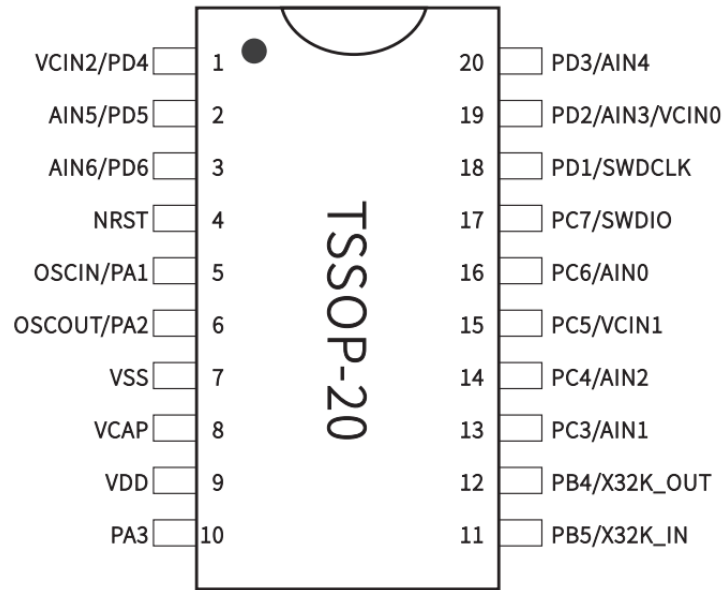 VCIN2/PD4 1 20 PD3/AIN4
AIN5/PD5 2 19 PD2/AIN3/VCIN0
AIN6/PD6 3 18 PD1/SWDCLK
NRST 4 17 PC7/SWDIO
OSCIN/PA1 5 16 PC6/AIN0
OSCOUT/PA2 6 15 PC5/VCIN1
VSS 7 14 PC4/AIN2
VCAP 8 13 PC3/AIN1
VDD 9 12 PB4/X32K_OUT
PA3 10 11 PB5/X32K_IN
TSSOP-20